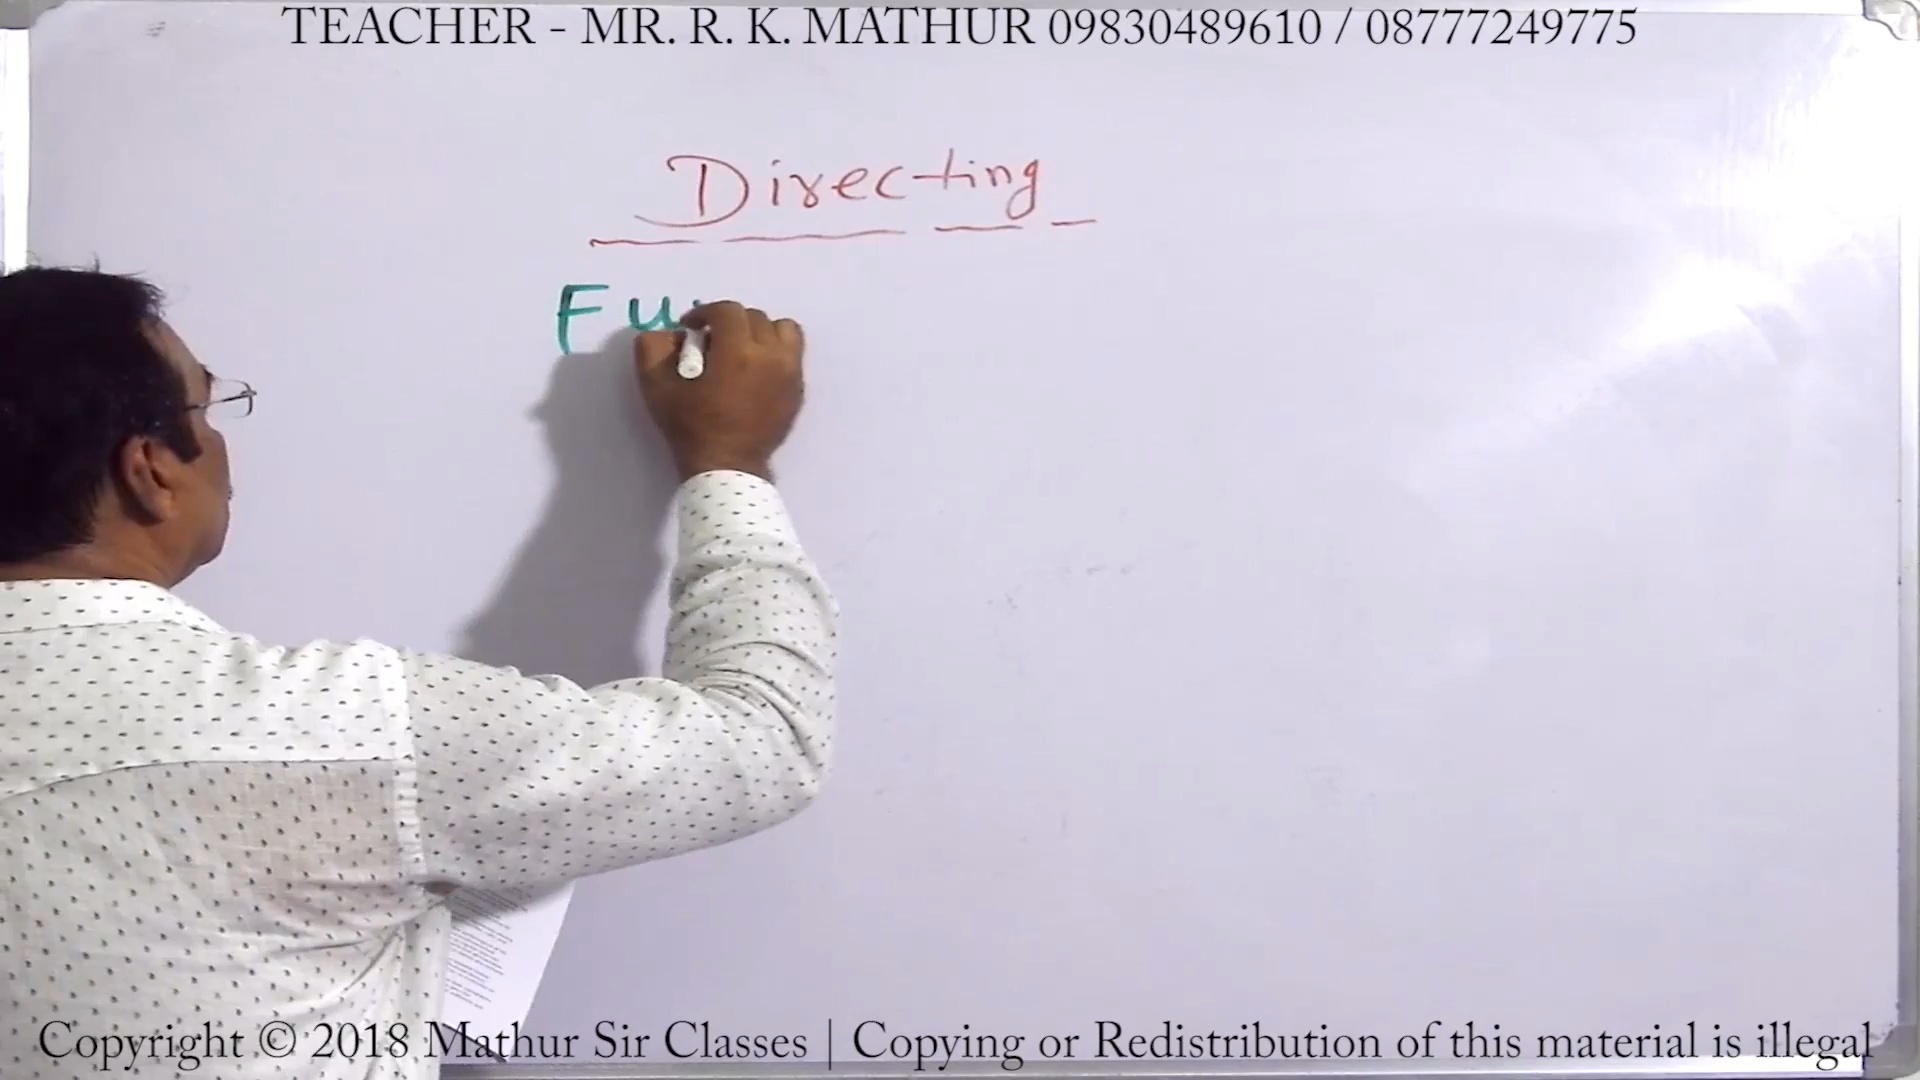 TEACHER - MR. R. K. MATHUR 09830489610 / 08777249775
Directing
Fu
Copyright © 2018 Mathur Sir Classes | Copying or Redistribution of this material is illegal